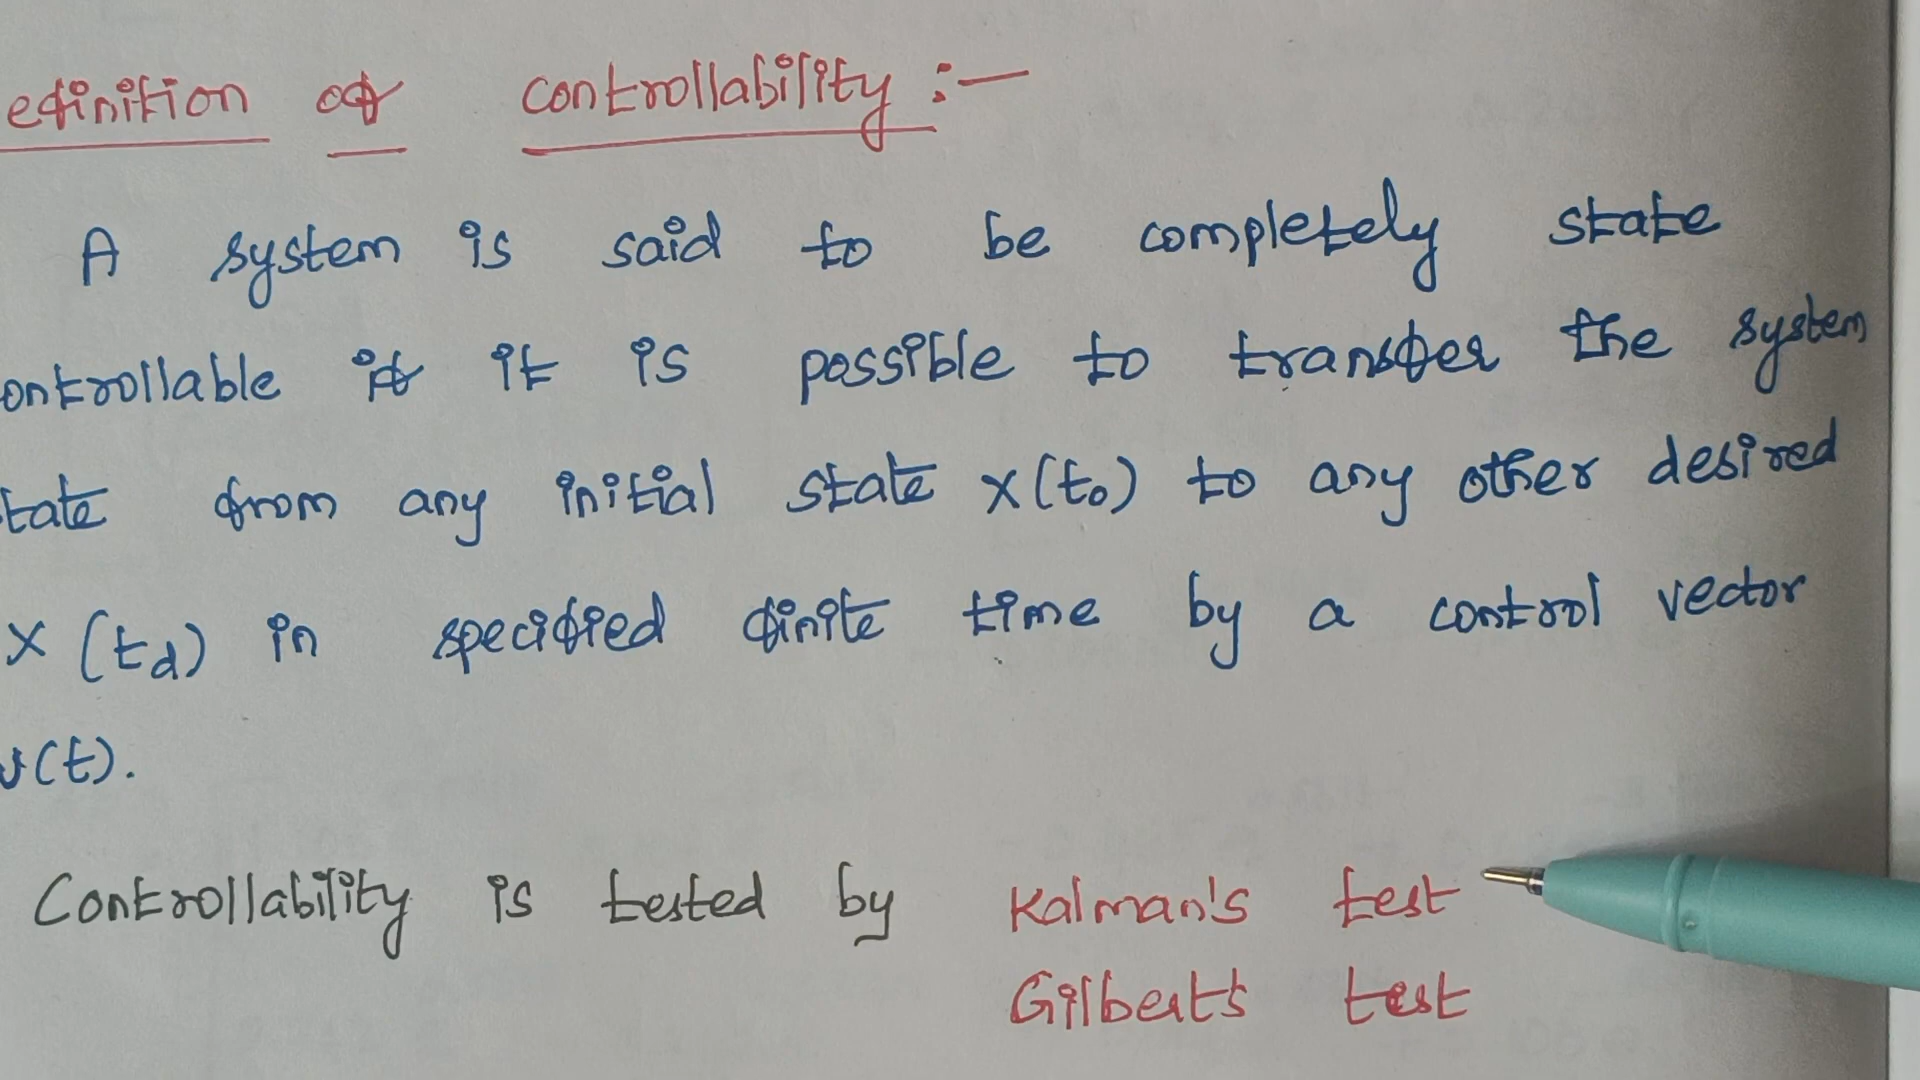 efinition of controllability :-
A system is said to be completely state
ontrollable if it is possible to transfer the system
tate from any initial state x(t₀) to any other desired
x (td) in specified finite time by a control vector
u(t).
Controllability is tested by Kalman's test
Gilbert's test